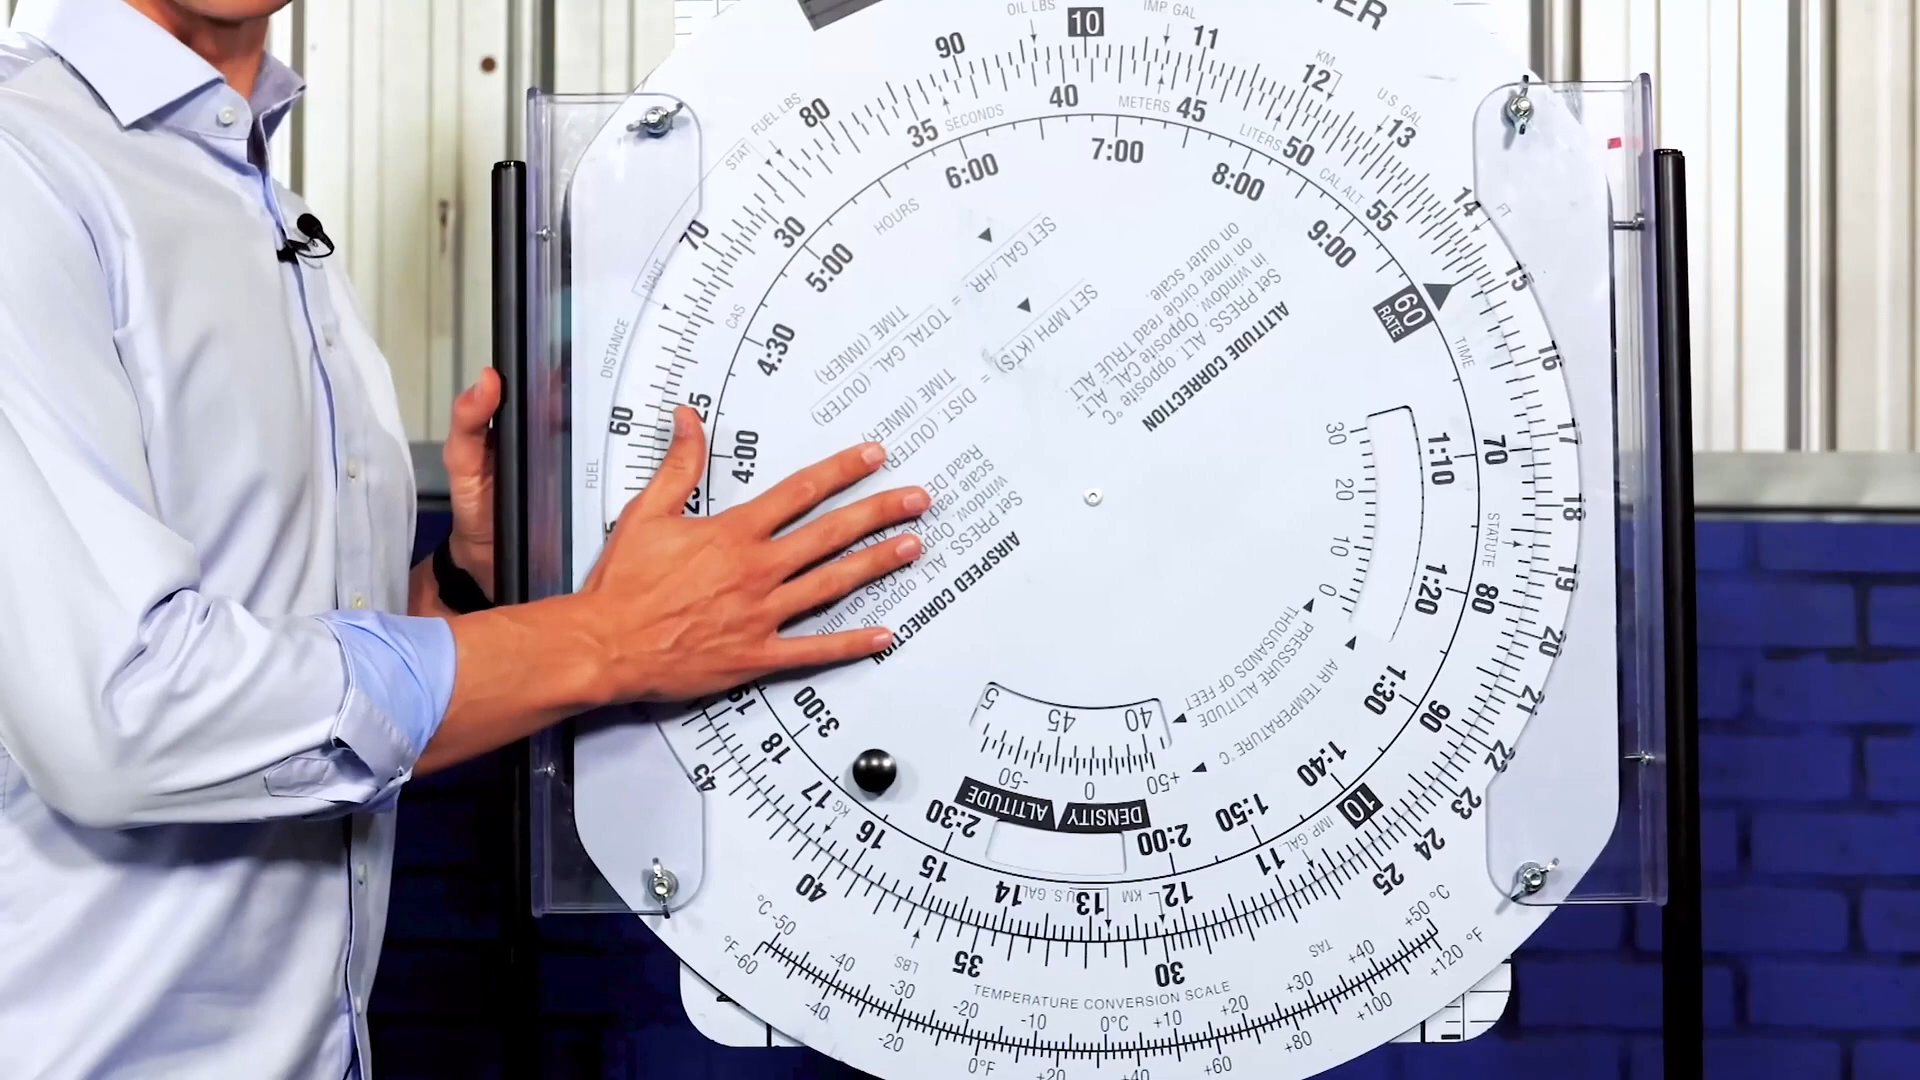 TER
OIL LBS
10
IMP. GAL
11
90
KM
12
U.S. GAL
13
80
FUEL LBS
STAT
35
SECONDS
40
METERS
45
LITERS
50
CAL ALT
55
14
FT
15
6:00
7:00
8:00
9:00
HOURS
30
70
NAUT
5:00
CAS
4:30
DISTANCE
60
FUEL
25
4:00
60
RATE
TIME
16
17
18
19
20
21
22
23
24
25
SET GAL/HR.
=
TOTAL GAL. (OUTER)
TIME (INNER)
SET MPH (KTS)
=
DIST. (OUTER)
TIME (INNER)
ALTITUDE CORRECTION
Set PRESS. ALT. opposite °C
in window. Opposite CAL. ALT.
on inner circle read TRUE ALT.
on outer scale.
AIRSPEED CORRECTION
Set PRESS. ALT. opposite
30
20
10
0
1:10
70
STATUTE
1:20
80
1:30
90
1:40
10
1:50
2:00
2:30
3:00
PRESSURE ALTITUDE
THOUSANDS OF FEET
AIR TEMPERATURE °C
5
45
40
-50
0
+50
DENSITY
ALTITUDE
19
18
17
KG
16
15
14
U.S. GAL
13
KM
12
11
IMP. GAL
45
40
LBS.
35
30
TAS
TEMPERATURE CONVERSION SCALE
°C -50
-40
-30
-20
-10
0°C
+10
+20
+30
+40
+50 °C
°F -60
-40
-20
0°F
+20
+40
+60
+80
+100
+120 °F